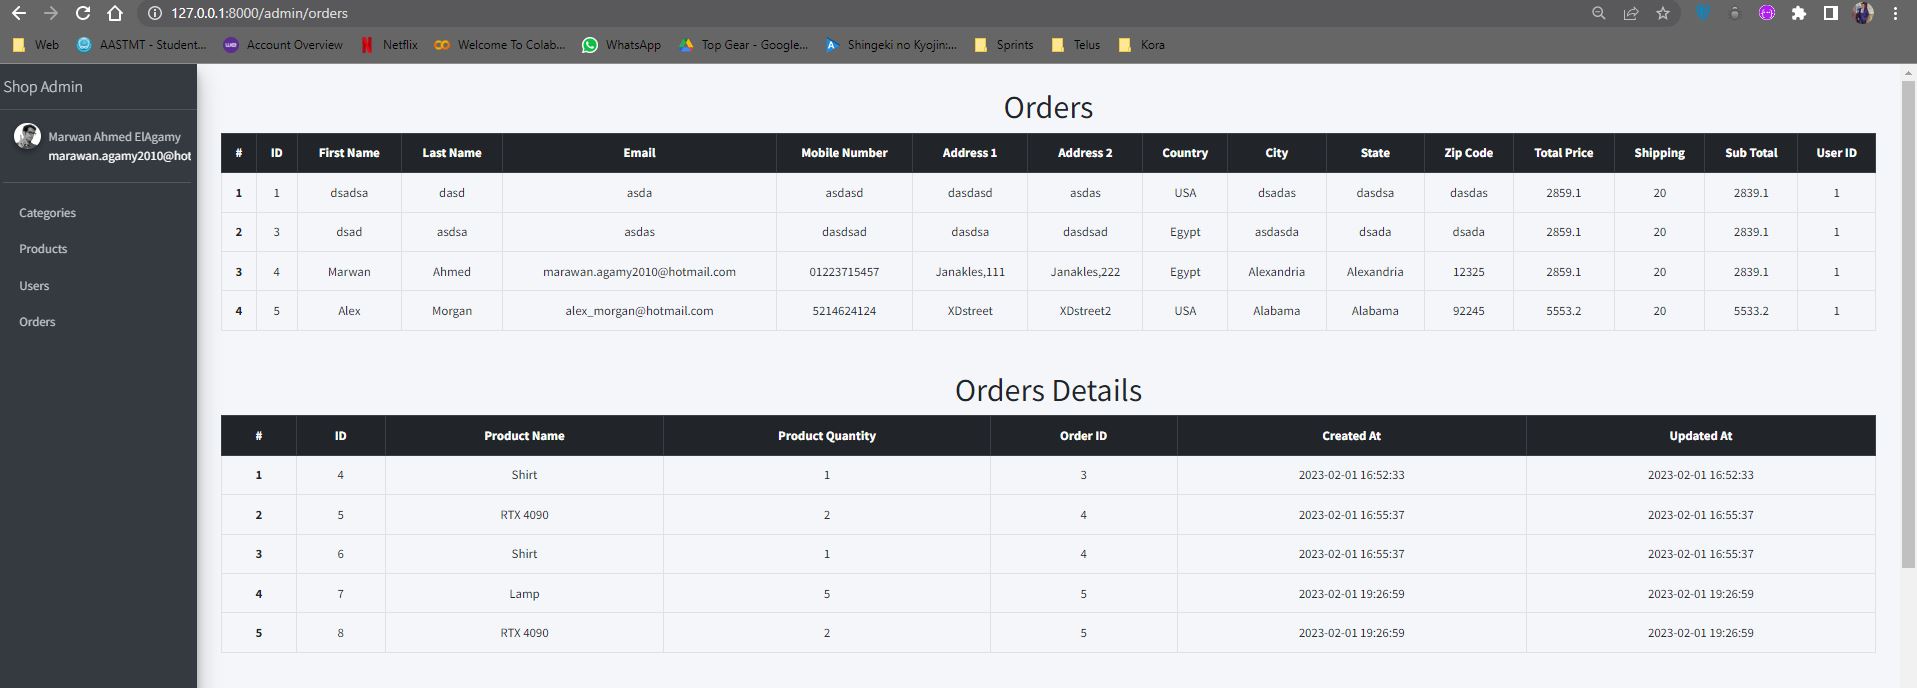 127.0.0.1:8000/admin/orders
Web AASTMT - Student... Account Overview Netflix Welcome To Colab... WhatsApp Top Gear - Google... Shingeki no Kyojin:... Sprints Telus Kora
Shop Admin
Marwan Ahmed ElAgamy
marawan.agamy2010@hot
Categories
Products
Users
Orders
Orders
# ID First Name Last Name Email Mobile Number Address 1 Address 2 Country City State Zip Code Total Price Shipping Sub Total User ID
1 1 dsadsa dasd asda asdasd dasdasd asdas USA dsadas dasdsa dasdas 2859.1 20 2839.1 1
2 3 dsad asdsa asdas dasdsad dasdsa dasdsad Egypt asdasda dsada dsada 2859.1 20 2839.1 1
3 4 Marwan Ahmed marawan.agamy2010@hotmail.com 01223715457 Janakles,111 Janakles,222 Egypt Alexandria Alexandria 12325 2859.1 20 2839.1 1
4 5 Alex Morgan alex_morgan@hotmail.com 5214624124 XDstreet XDstreet2 USA Alabama Alabama 92245 5553.2 20 5533.2 1
Orders Details
# ID Product Name Product Quantity Order ID Created At Updated At
1 4 Shirt 1 3 2023-02-01 16:52:33 2023-02-01 16:52:33
2 5 RTX 4090 2 4 2023-02-01 16:55:37 2023-02-01 16:55:37
3 6 Shirt 1 4 2023-02-01 16:55:37 2023-02-01 16:55:37
4 7 Lamp 5 5 2023-02-01 19:26:59 2023-02-01 19:26:59
5 8 RTX 4090 2 5 2023-02-01 19:26:59 2023-02-01 19:26:59